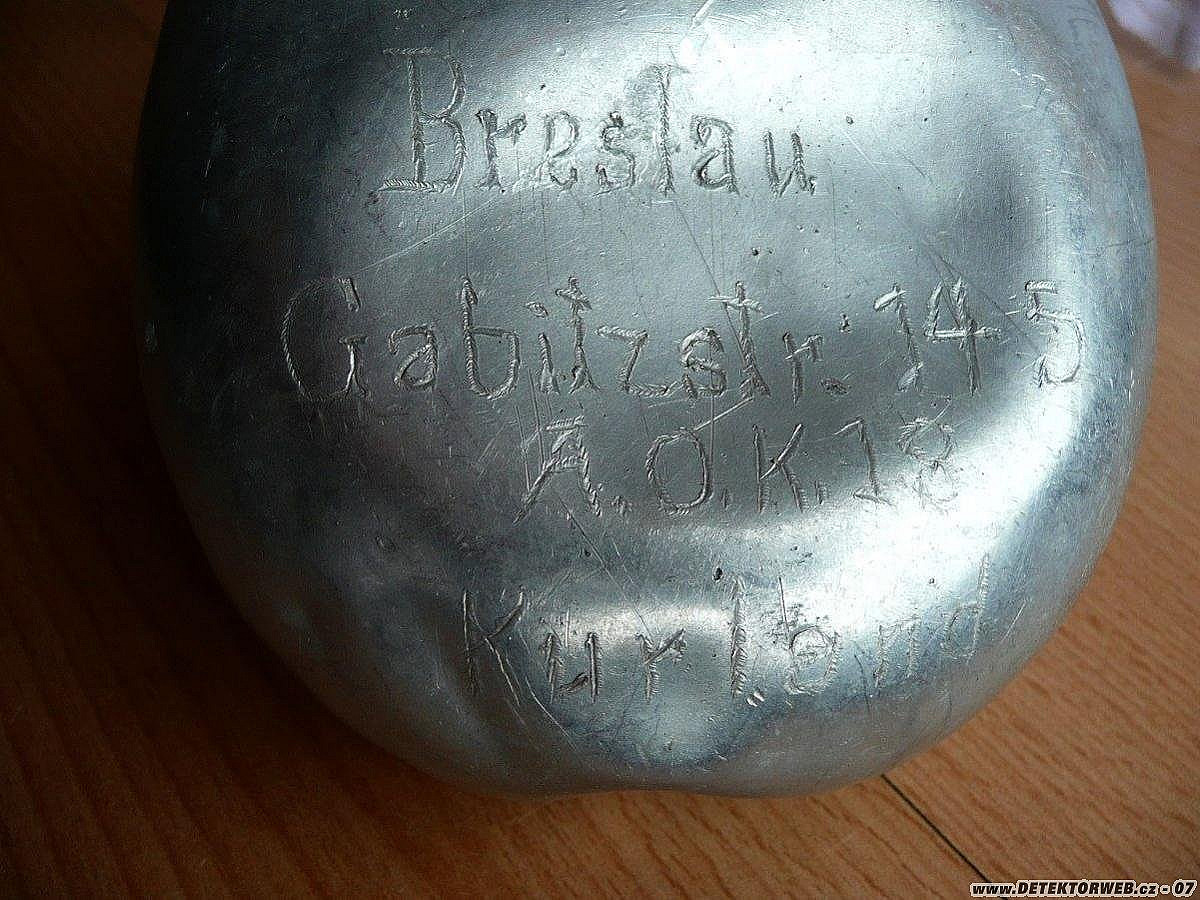 Breslau
Gabitzstr. 145
A.O.K. 18
Kurland
www.DETEKTORWEB.cz - 07